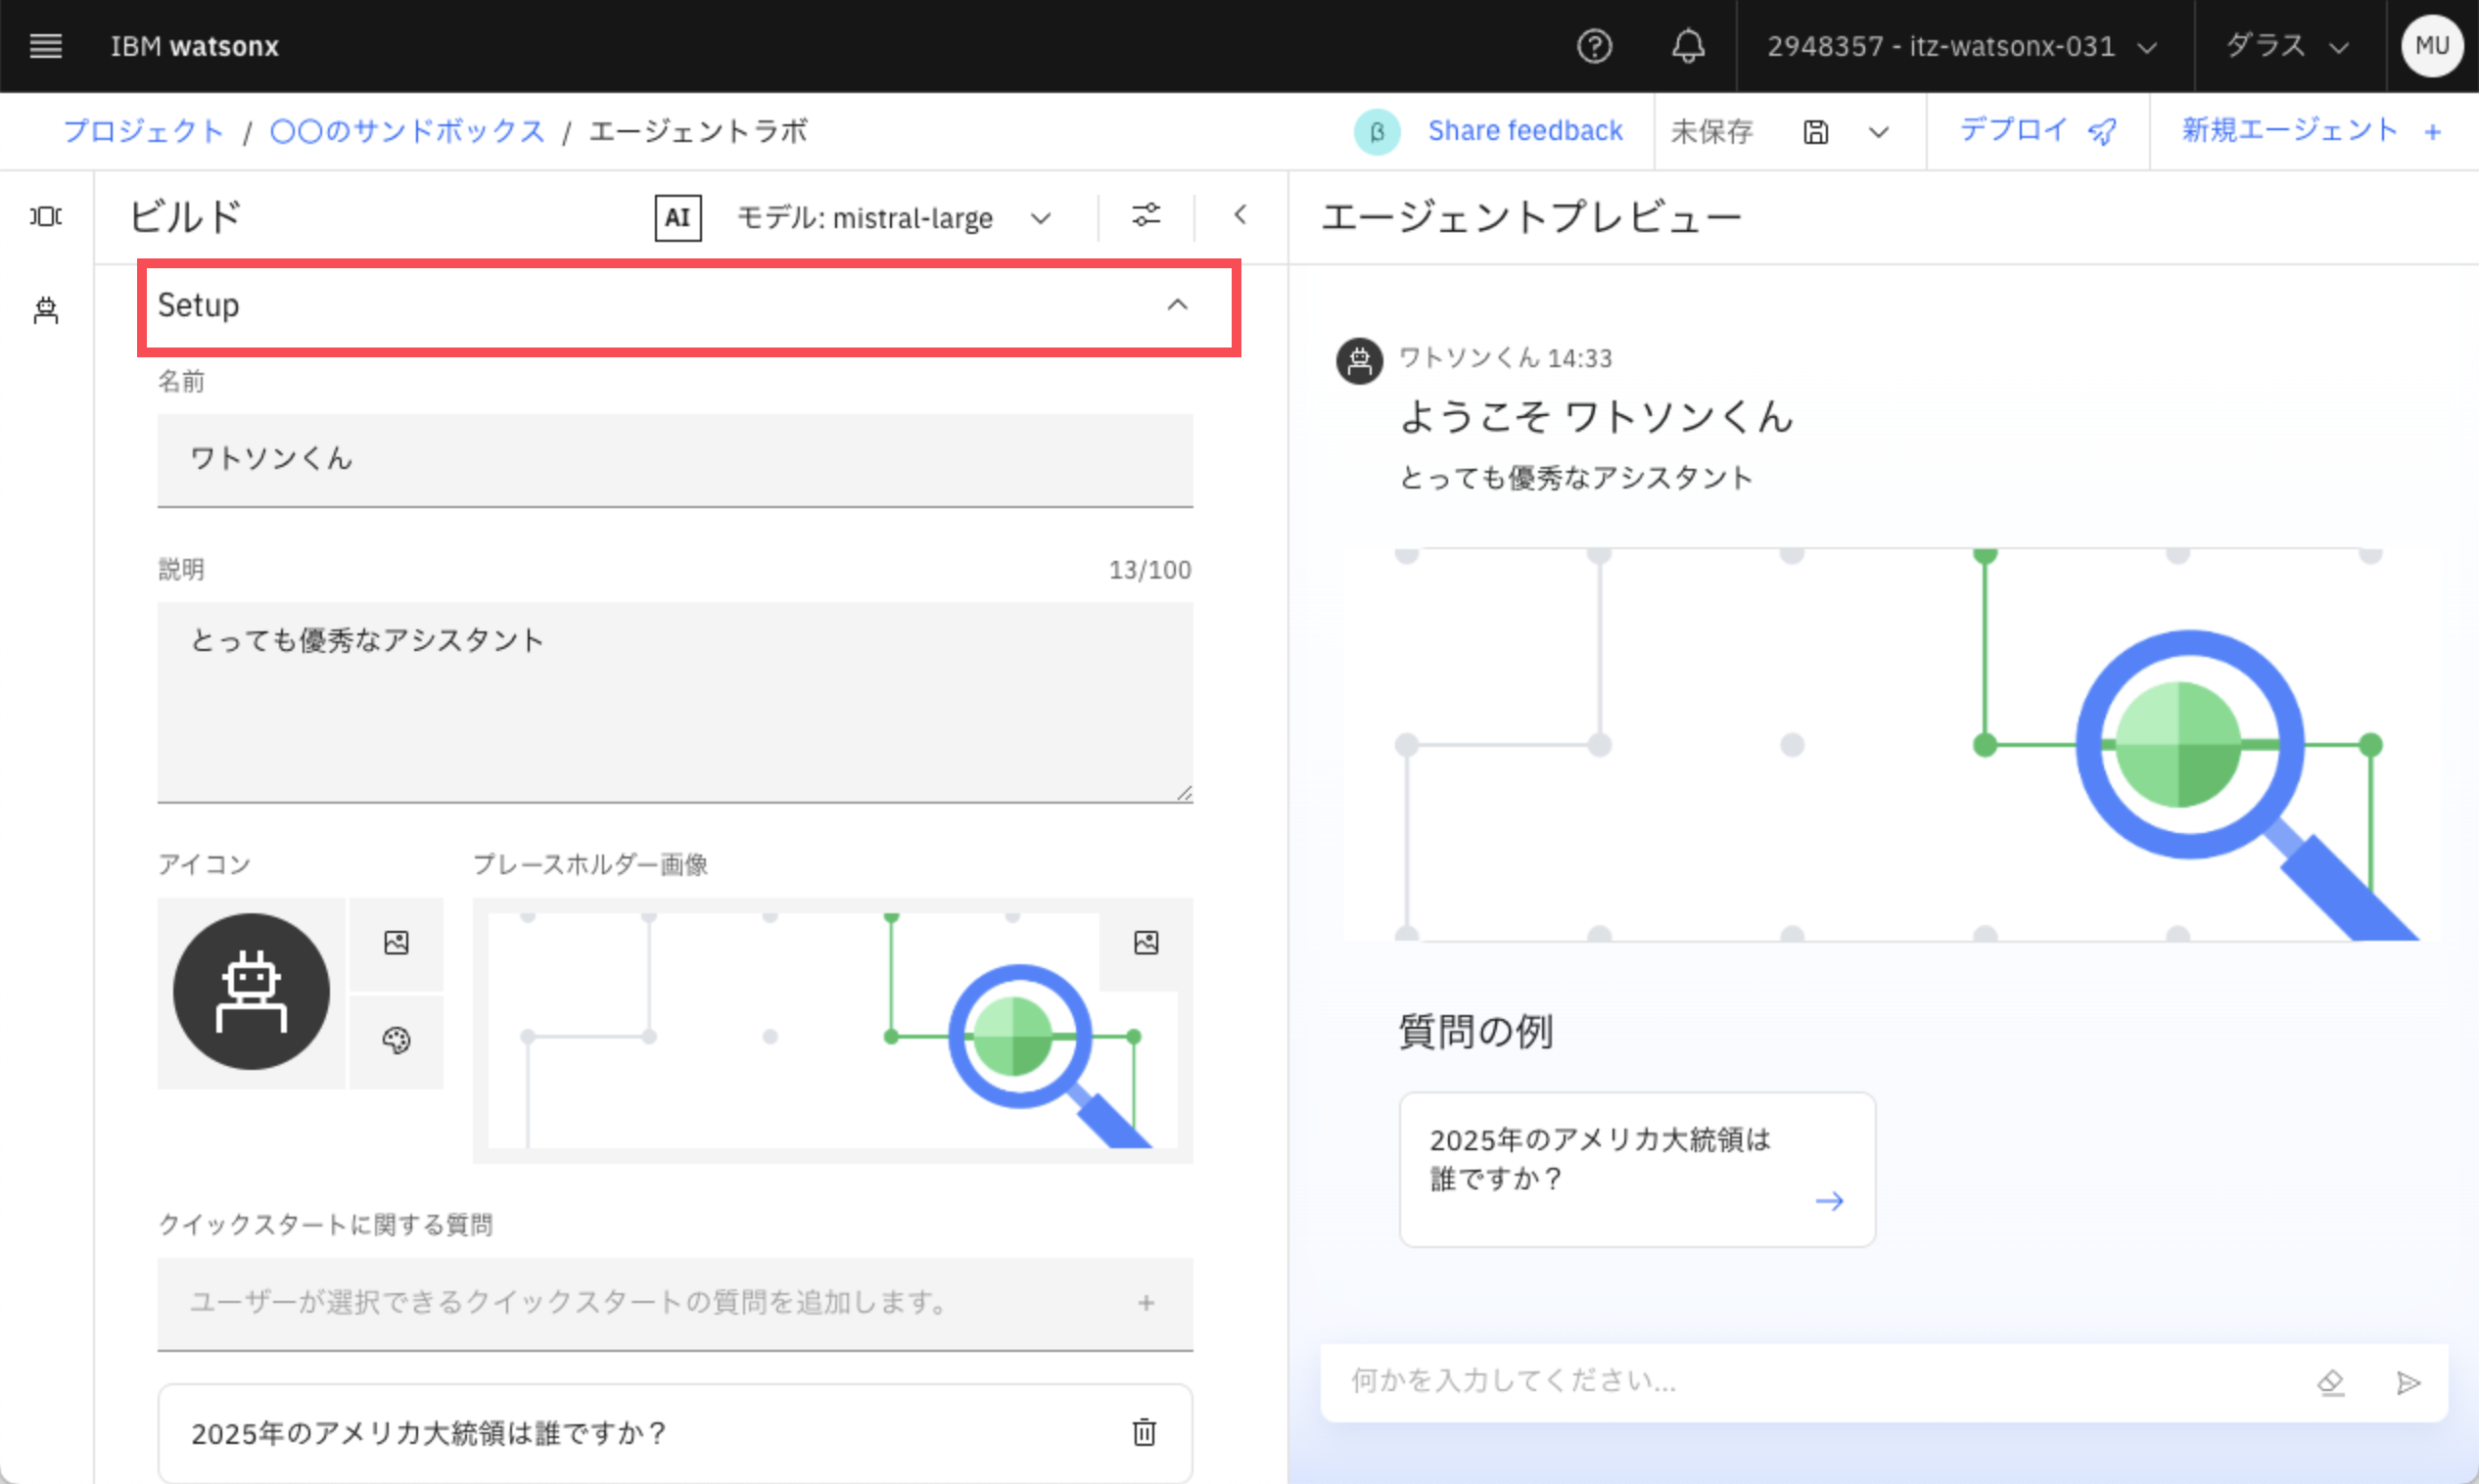 IBM watsonx
2948357 - itz-watsonx-031
ダラス
MU
プロジェクト / 〇〇のサンドボックス / エージェントラボ
β
Share feedback
未保存
デプロイ
新規エージェント +
ビルド
AI
モデル: mistral-large
エージェントプレビュー
Setup
名前
ワトソンくん
説明
13/100
とっても優秀なアシスタント
アイコン
プレースホルダー画像
クイックスタートに関する質問
ユーザーが選択できるクイックスタートの質問を追加します。
2025年のアメリカ大統領は誰ですか？
ワトソンくん 14:33
ようこそ ワトソンくん
とっても優秀なアシスタント
質問の例
2025年のアメリカ大統領は
誰ですか？
何かを入力してください...